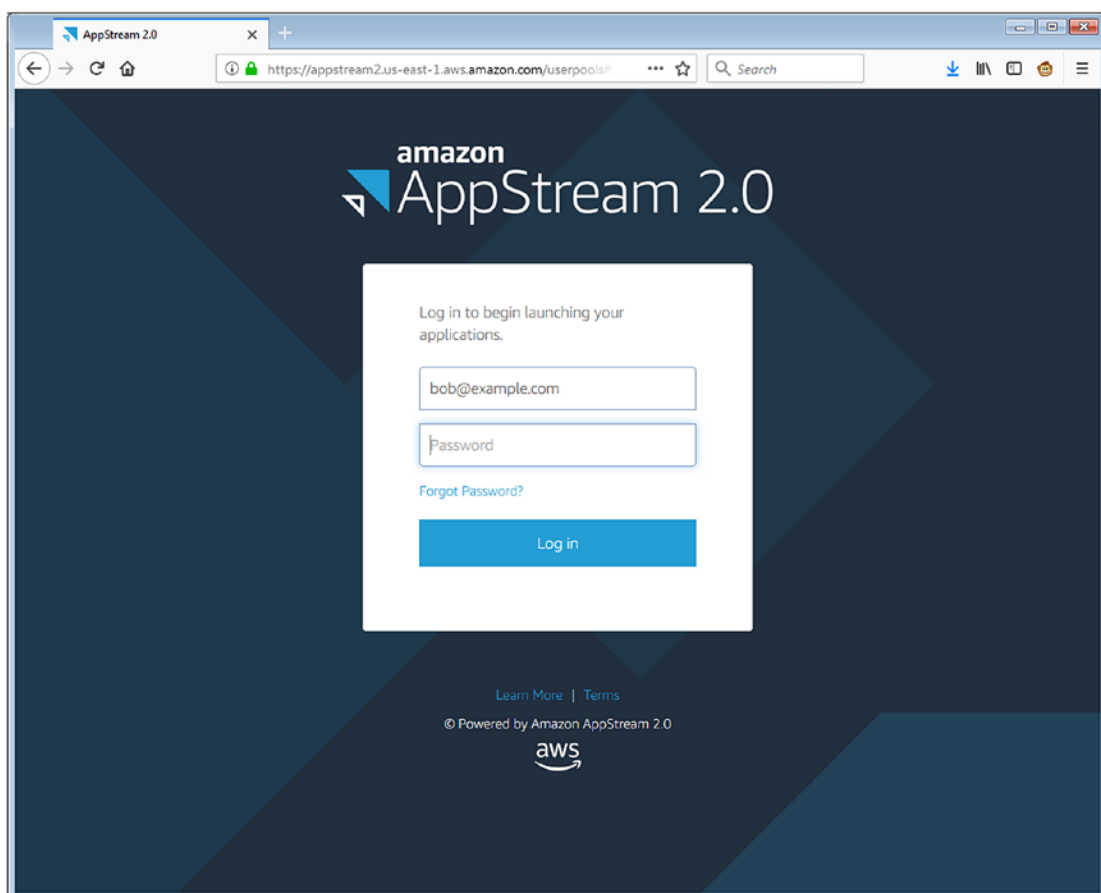 AppStream 2.0
https://appstream2.us-east-1.aws.amazon.com/userpools#
Search
amazon
AppStream 2.0
Log in to begin launching your
applications.
bob@example.com
Password
Forgot Password?
Log in
Learn More | Terms
© Powered by Amazon AppStream 2.0
aws